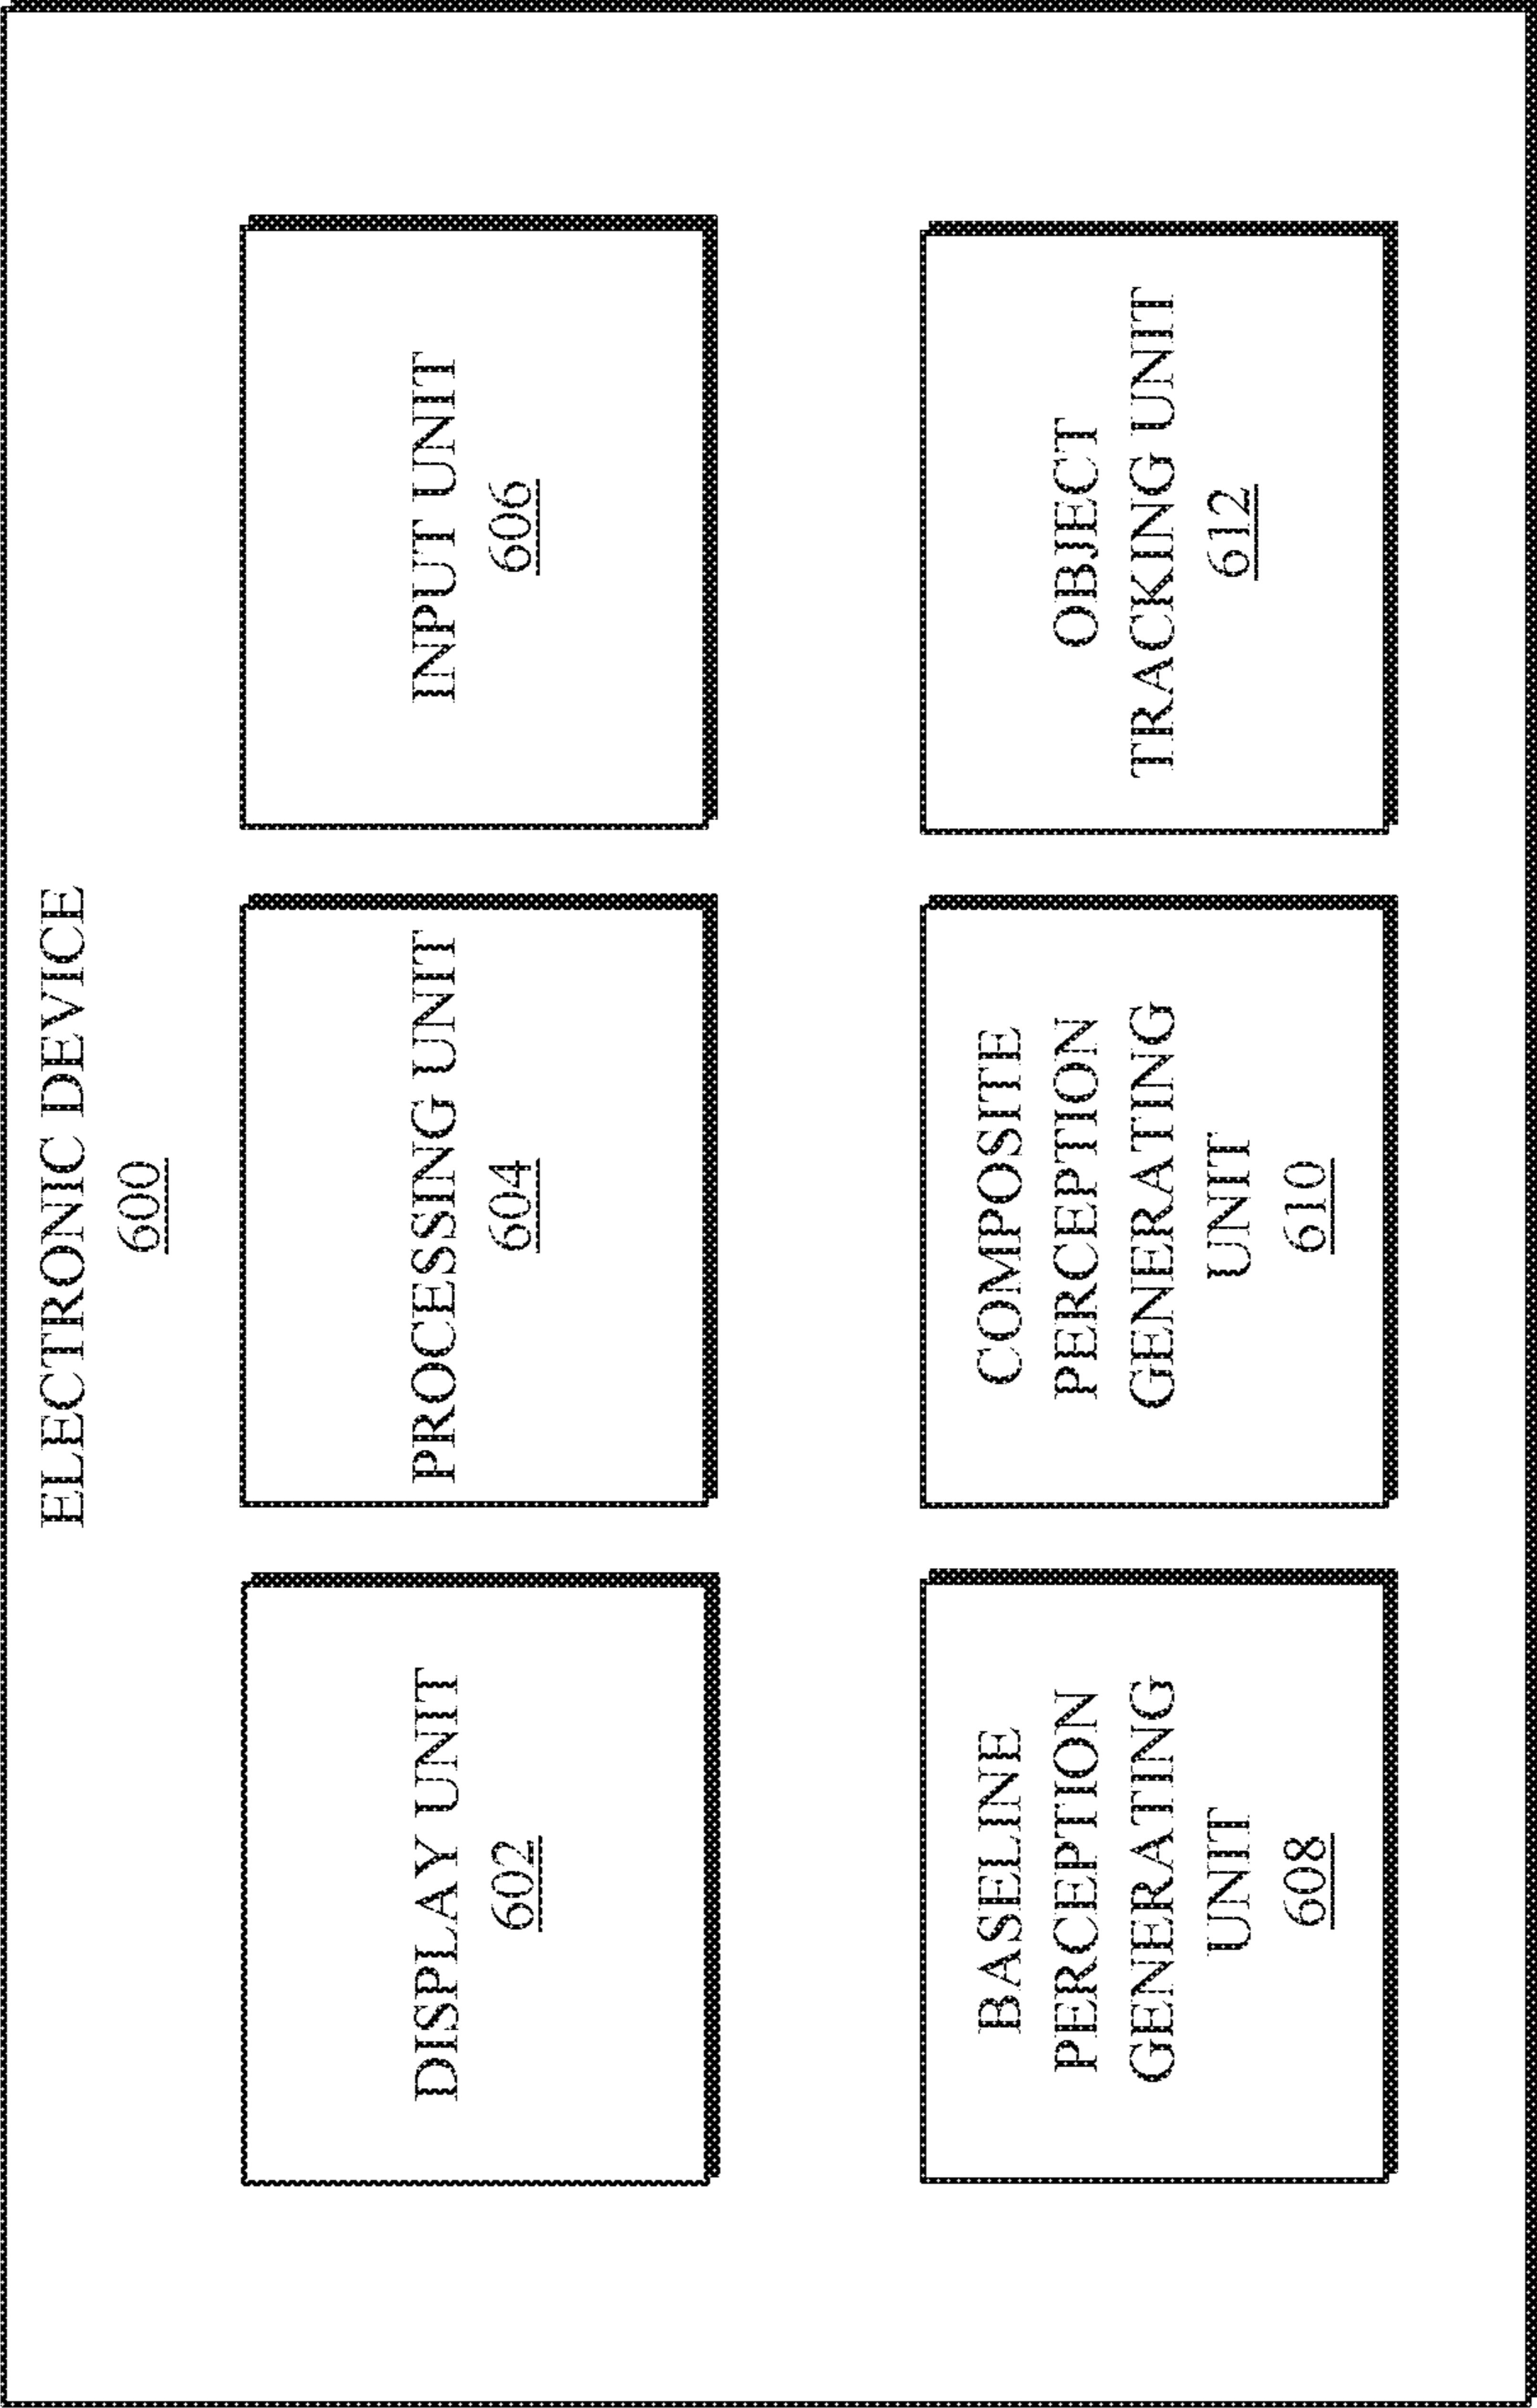 ELECTRONIC DEVICE
600
DISPLAY UNIT
602
PROCESSING UNIT
604
INPUT UNIT
606
BASELINE
PERCEPTION
GENERATING
UNIT
608
COMPOSITE
PERCEPTION
GENERATING
UNIT
610
OBJECT
TRACKING UNIT
612